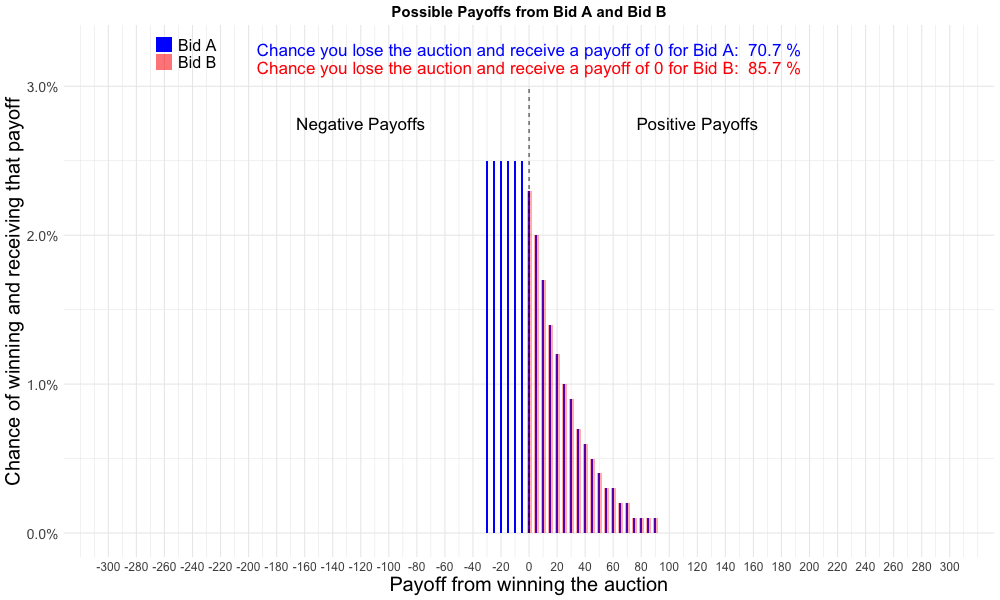 Possible Payoffs from Bid A and Bid B
Bid A
Bid B
Chance you lose the auction and receive a payoff of 0 for Bid A:  70.7 %
Chance you lose the auction and receive a payoff of 0 for Bid B:  85.7 %
Negative Payoffs
Positive Payoffs
Chance of winning and receiving that payoff
3.0%
2.0%
1.0%
0.0%
-300 -280 -260 -240 -220 -200 -180 -160 -140 -120 -100 -80 -60 -40 -20 0 20 40 60 80 100 120 140 160 180 200 220 240 260 280 300
Payoff from winning the auction